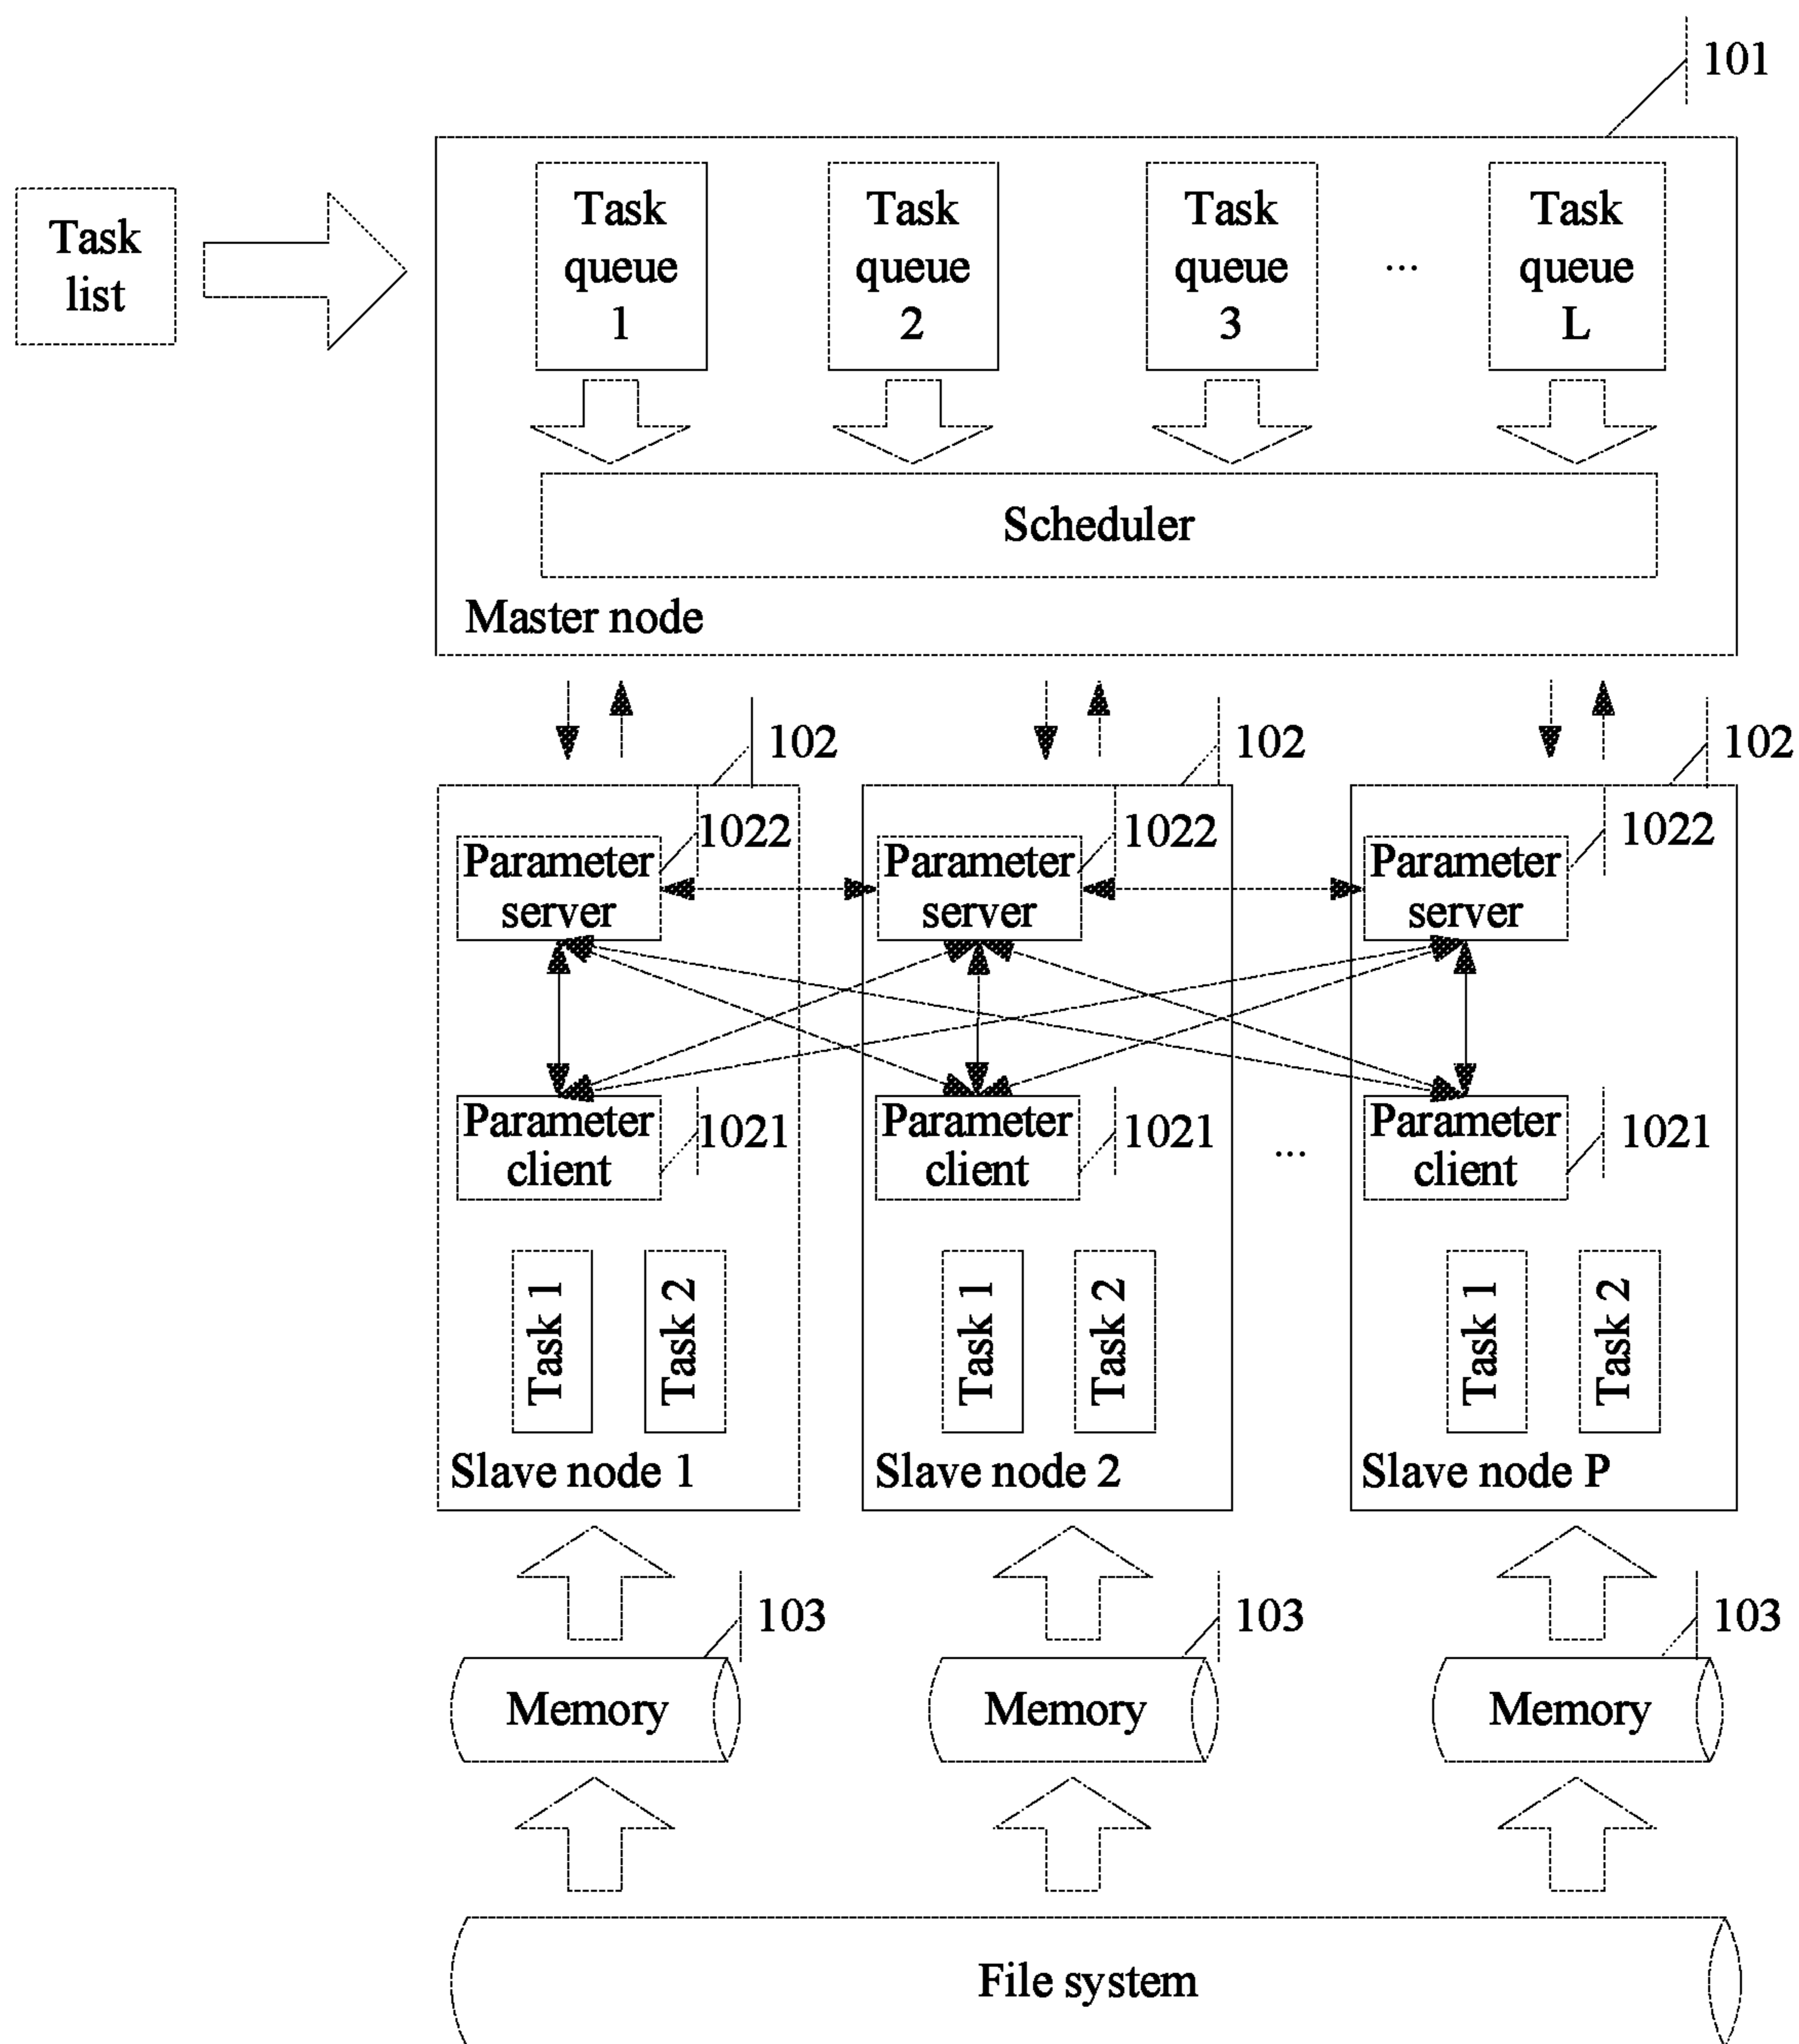 101
Task
list
Task
queue
1
Task
queue
2
Task
queue
3
...
Task
queue
L
Scheduler
Master node
102
102
102
Parameter
server
1022
Parameter
server
1022
Parameter
server
1022
Parameter
client
1021
Parameter
client
1021
...
Parameter
client
1021
Task 1
Task 2
Slave node 1
Task 1
Task 2
Slave node 2
Task 1
Task 2
Slave node P
103
103
103
Memory
Memory
Memory
File system